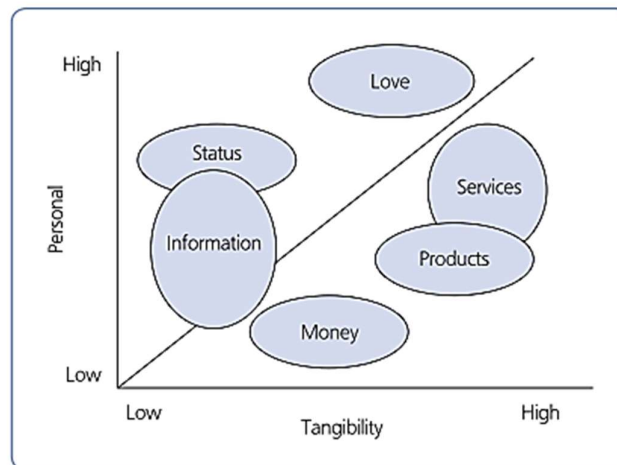 High
Love
Status
Services
Personal
Information
Products
Money
Low
Low
High
Tangibility